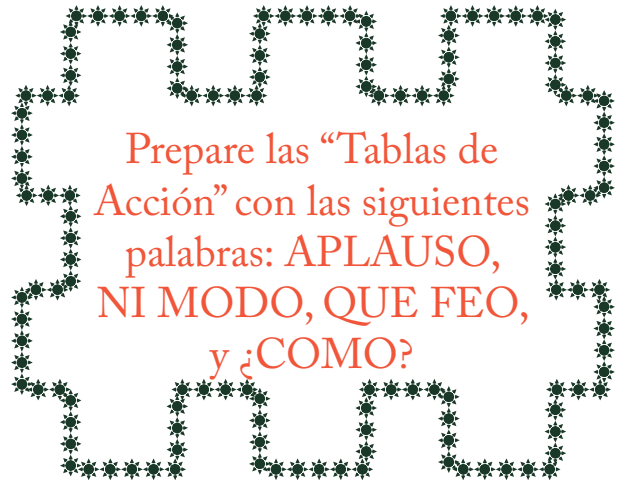 Prepare las “Tablas de
Acción” con las siguientes
palabras: APLAUSO,
NI MODO, QUE FEO,
y ¿COMO?